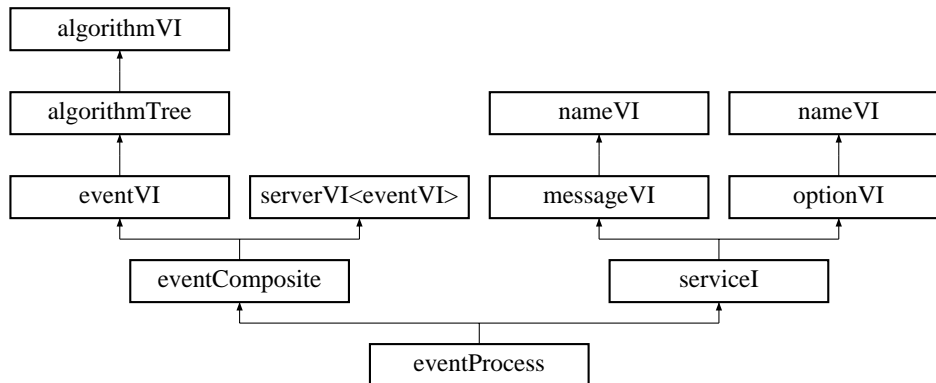 algorithmVI
algorithmTree
nameVI
nameVI
eventVI
serverVI<eventVI>
messageVI
optionVI
eventComposite
serviceI
eventProcess